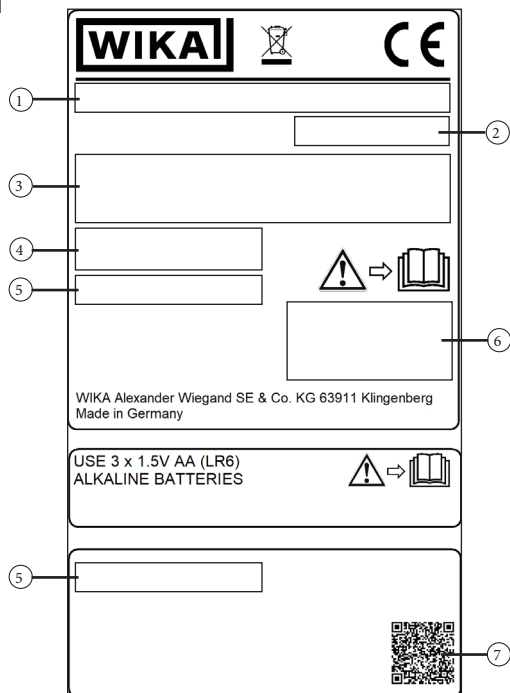 WIKA CE
1
2
3
4
5
6
WIKA Alexander Wiegand SE & Co. KG 63911 Klingenberg
Made in Germany
USE 3 x 1.5V AA (LR6)
ALKALINE BATTERIES
5
7